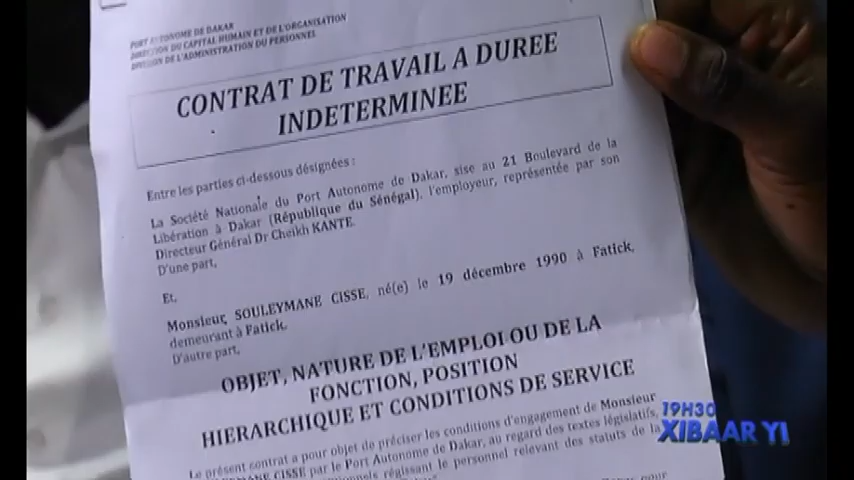 PORT AUTONOME DE DAKAR
DIRECTION DU CAPITAL HUMAIN ET DE L'ORGANISATION
DIVISION DE L'ADMINISTRATION DU PERSONNEL
CONTRAT DE TRAVAIL A DUREE
INDETERMINEE
Entre les parties ci-dessous désignées :
La Société Nationale du Port Autonome de Dakar, sise au 21 Boulevard de la
Libération à Dakar (République du Sénégal), l'employeur, représentée par son
Directeur Général Dr Cheikh KANTE.
D'une part,
Et,
Monsieur, SOULEYMANE CISSE, né(e) le 19 décembre 1990 à Fatick,
demeurant à Fatick,
D'autre part,
OBJET, NATURE DE L'EMPLOI OU DE LA
FONCTION, POSITION
HIERARCHIQUE ET CONDITIONS DE SERVICE
Le présent contrat a pour objet de préciser les conditions d'engagement de Monsieur
CISSE par le Port Autonome de Dakar, au regard des textes législatifs,
régissant le personnel relevant des statuts de la
19H30
XIBAAR YI